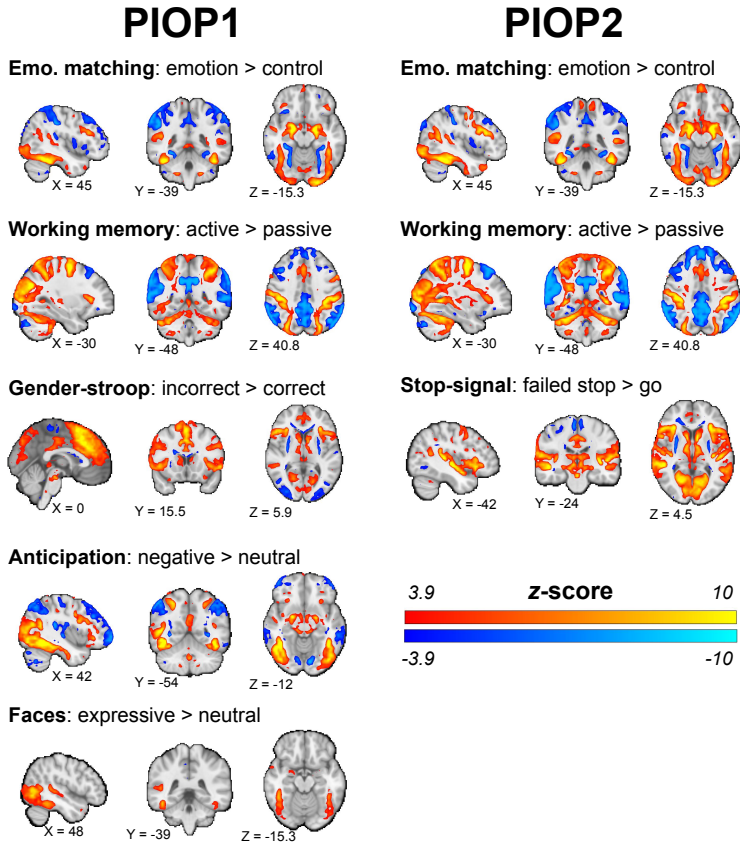 PIOP1
PIOP2
Emo. matching: emotion > control
Emo. matching: emotion > control
X = 45
Y = -39
Z = -15.3
X = 45
Y = -39
Z = -15.3
Working memory: active > passive
Working memory: active > passive
X = -30
Y = -48
Z = 40.8
X = -30
Y = -48
Z = 40.8
Gender-stroop: incorrect > correct
Stop-signal: failed stop > go
X = 0
Y = 15.5
Z = 5.9
X = -42
Y = -24
Z = 4.5
Anticipation: negative > neutral
X = 42
Y = -54
Z = -12
3.9
z-score
10
-3.9
-10
Faces: expressive > neutral
X = 48
Y = -39
Z = -15.3